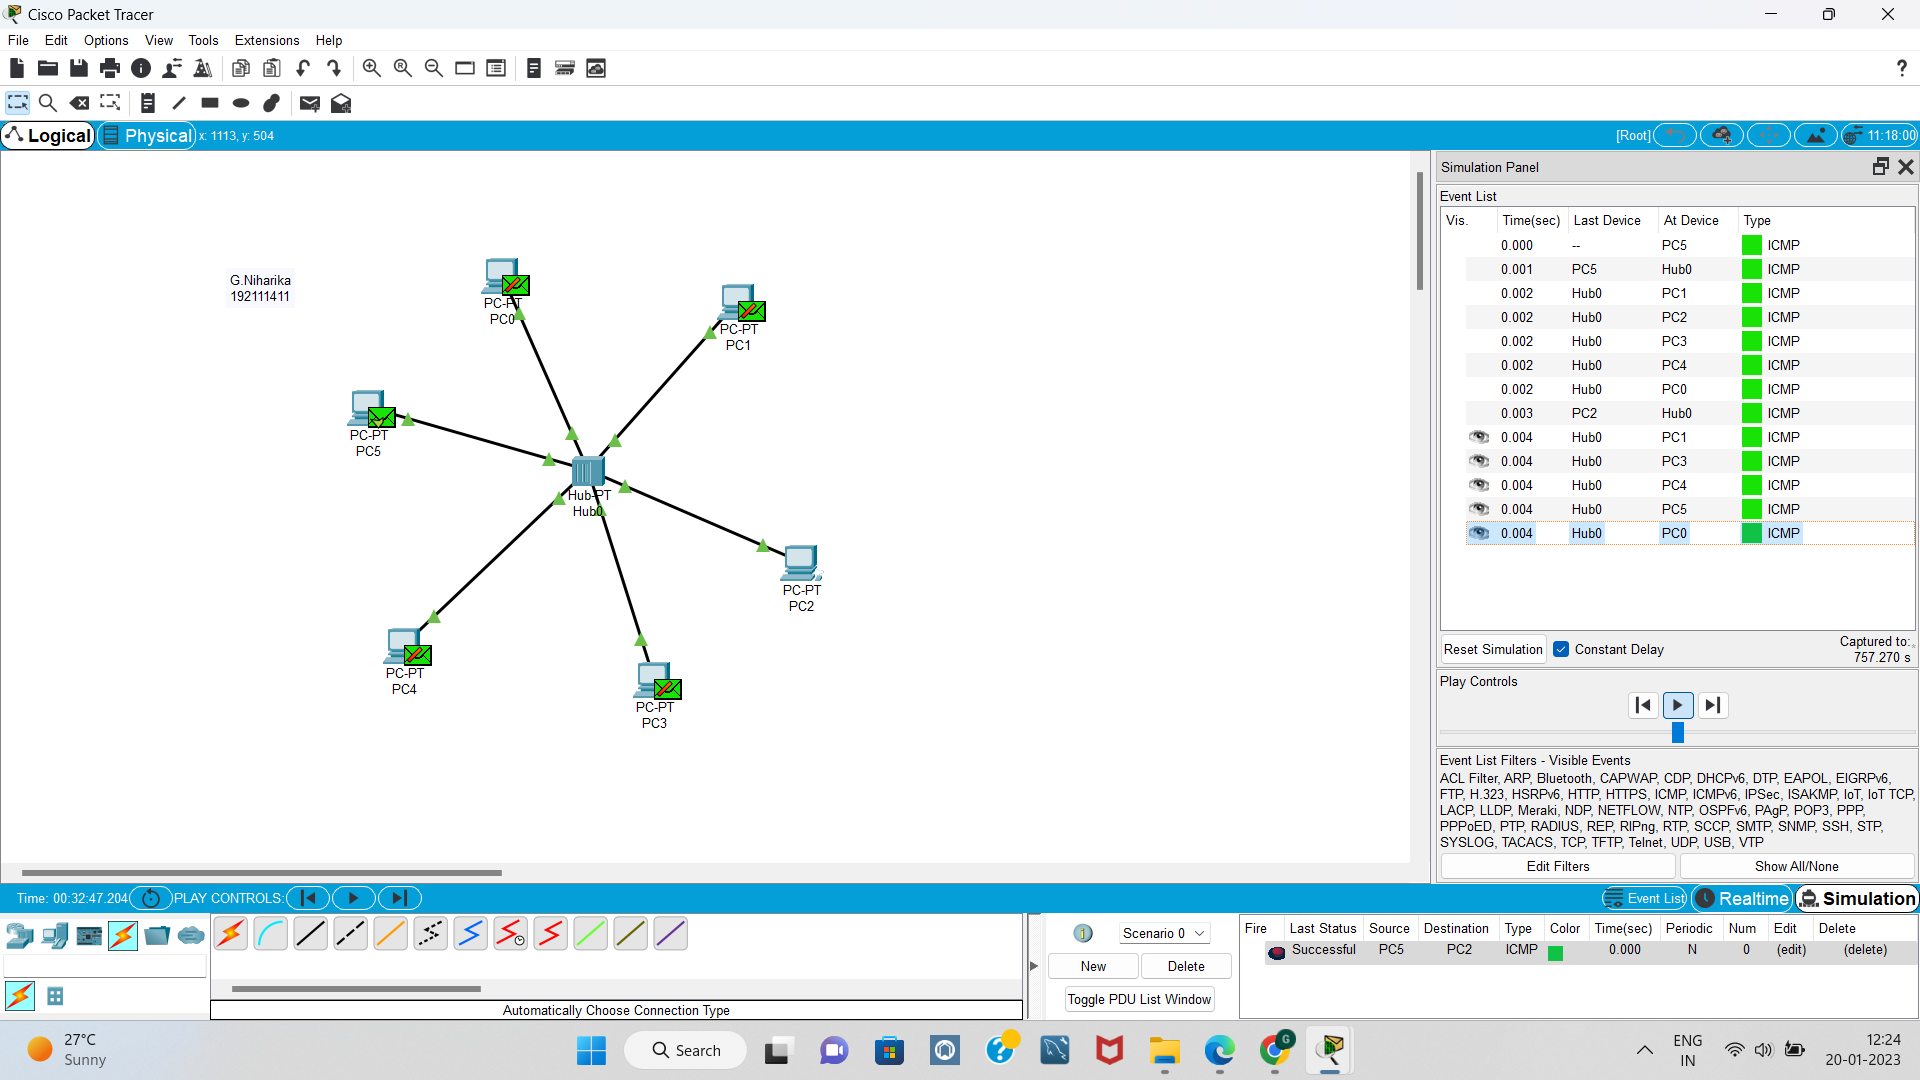 Cisco Packet Tracer
File Edit Options View Tools Extensions Help
?
Logical Physical x: 1113, y: 504 [Root] 11:18:00
Simulation Panel
Event List
Vis. Time(sec) Last Device At Device Type
0.000 -- PC5 ICMP
0.001 PC5 Hub0 ICMP
0.002 Hub0 PC1 ICMP
0.002 Hub0 PC2 ICMP
0.002 Hub0 PC3 ICMP
0.002 Hub0 PC4 ICMP
0.002 Hub0 PC0 ICMP
0.003 PC2 Hub0 ICMP
0.004 Hub0 PC1 ICMP
0.004 Hub0 PC3 ICMP
0.004 Hub0 PC4 ICMP
0.004 Hub0 PC5 ICMP
0.004 Hub0 PC0 ICMP
G.Niharika
192111411
PC-PT
PC0
PC-PT
PC1
PC-PT
PC5
Hub-PT
Hub0
PC-PT
PC2
PC-PT
PC4
PC-PT
PC3
Reset Simulation Constant Delay Captured to:
757.270 s
Play Controls
Event List Filters - Visible Events
ACL Filter, ARP, Bluetooth, CAPWAP, CDP, DHCPv6, DTP, EAPOL, EIGRPv6,
FTP, H.323, HSRPv6, HTTP, HTTPS, ICMP, ICMPv6, IPSec, ISAKMP, IoT, IoT TCP,
LACP, LLDP, Meraki, NDP, NETFLOW, NTP, OSPFv6, PAgP, POP3, PPP,
PPPoED, PTP, RADIUS, REP, RIPng, RTP, SCCP, SMTP, SNMP, SSH, STP,
SYSLOG, TACACS, TCP, TFTP, Telnet, UDP, USB, VTP
Edit Filters Show All/None
Time: 00:32:47.204 PLAY CONTROLS: Event List Realtime Simulation
Scenario 0
New Delete
Toggle PDU List Window
Fire Last Status Source Destination Type Color Time(sec) Periodic Num Edit Delete
Successful PC5 PC2 ICMP 0.000 N 0 (edit) (delete)
Automatically Choose Connection Type
27°C
Sunny
Search
G
ENG
IN
12:24
20-01-2023